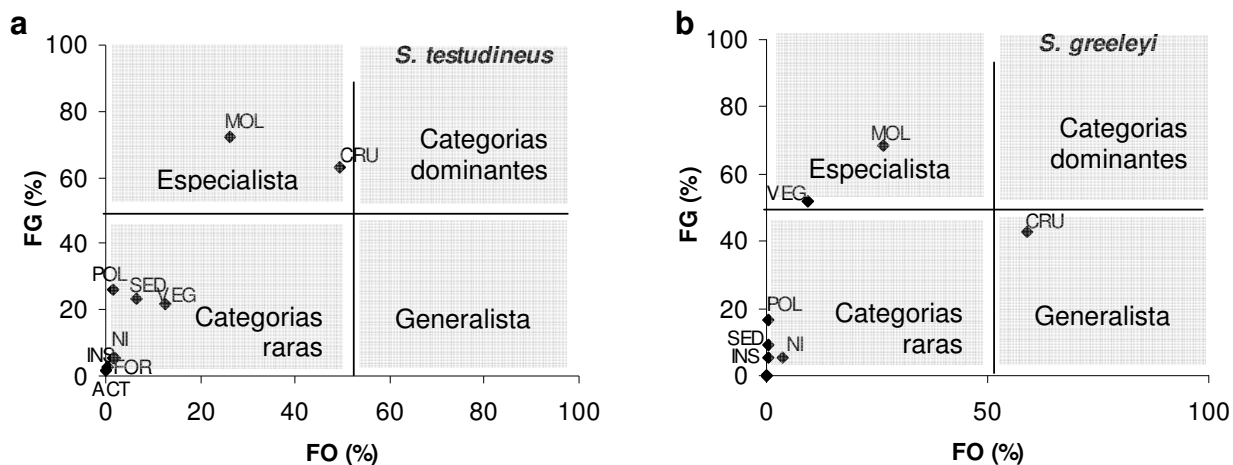 a
S. testudineus
100
80
60
40
20
0
FG (%)
MOL
CRU
Especialista
Categorias
dominantes
POL
SED
VEG
NI
INS
FOR
ACT
Categorias
raras
Generalista
0 20 40 60 80 100
FO (%)
b
S. greeleyi
100
80
60
40
20
0
FG (%)
MOL
Especialista
VEG
Categorias
dominantes
CRU
POL
SED
INS
NI
Categorias
raras
Generalista
0 50 100
FO (%)